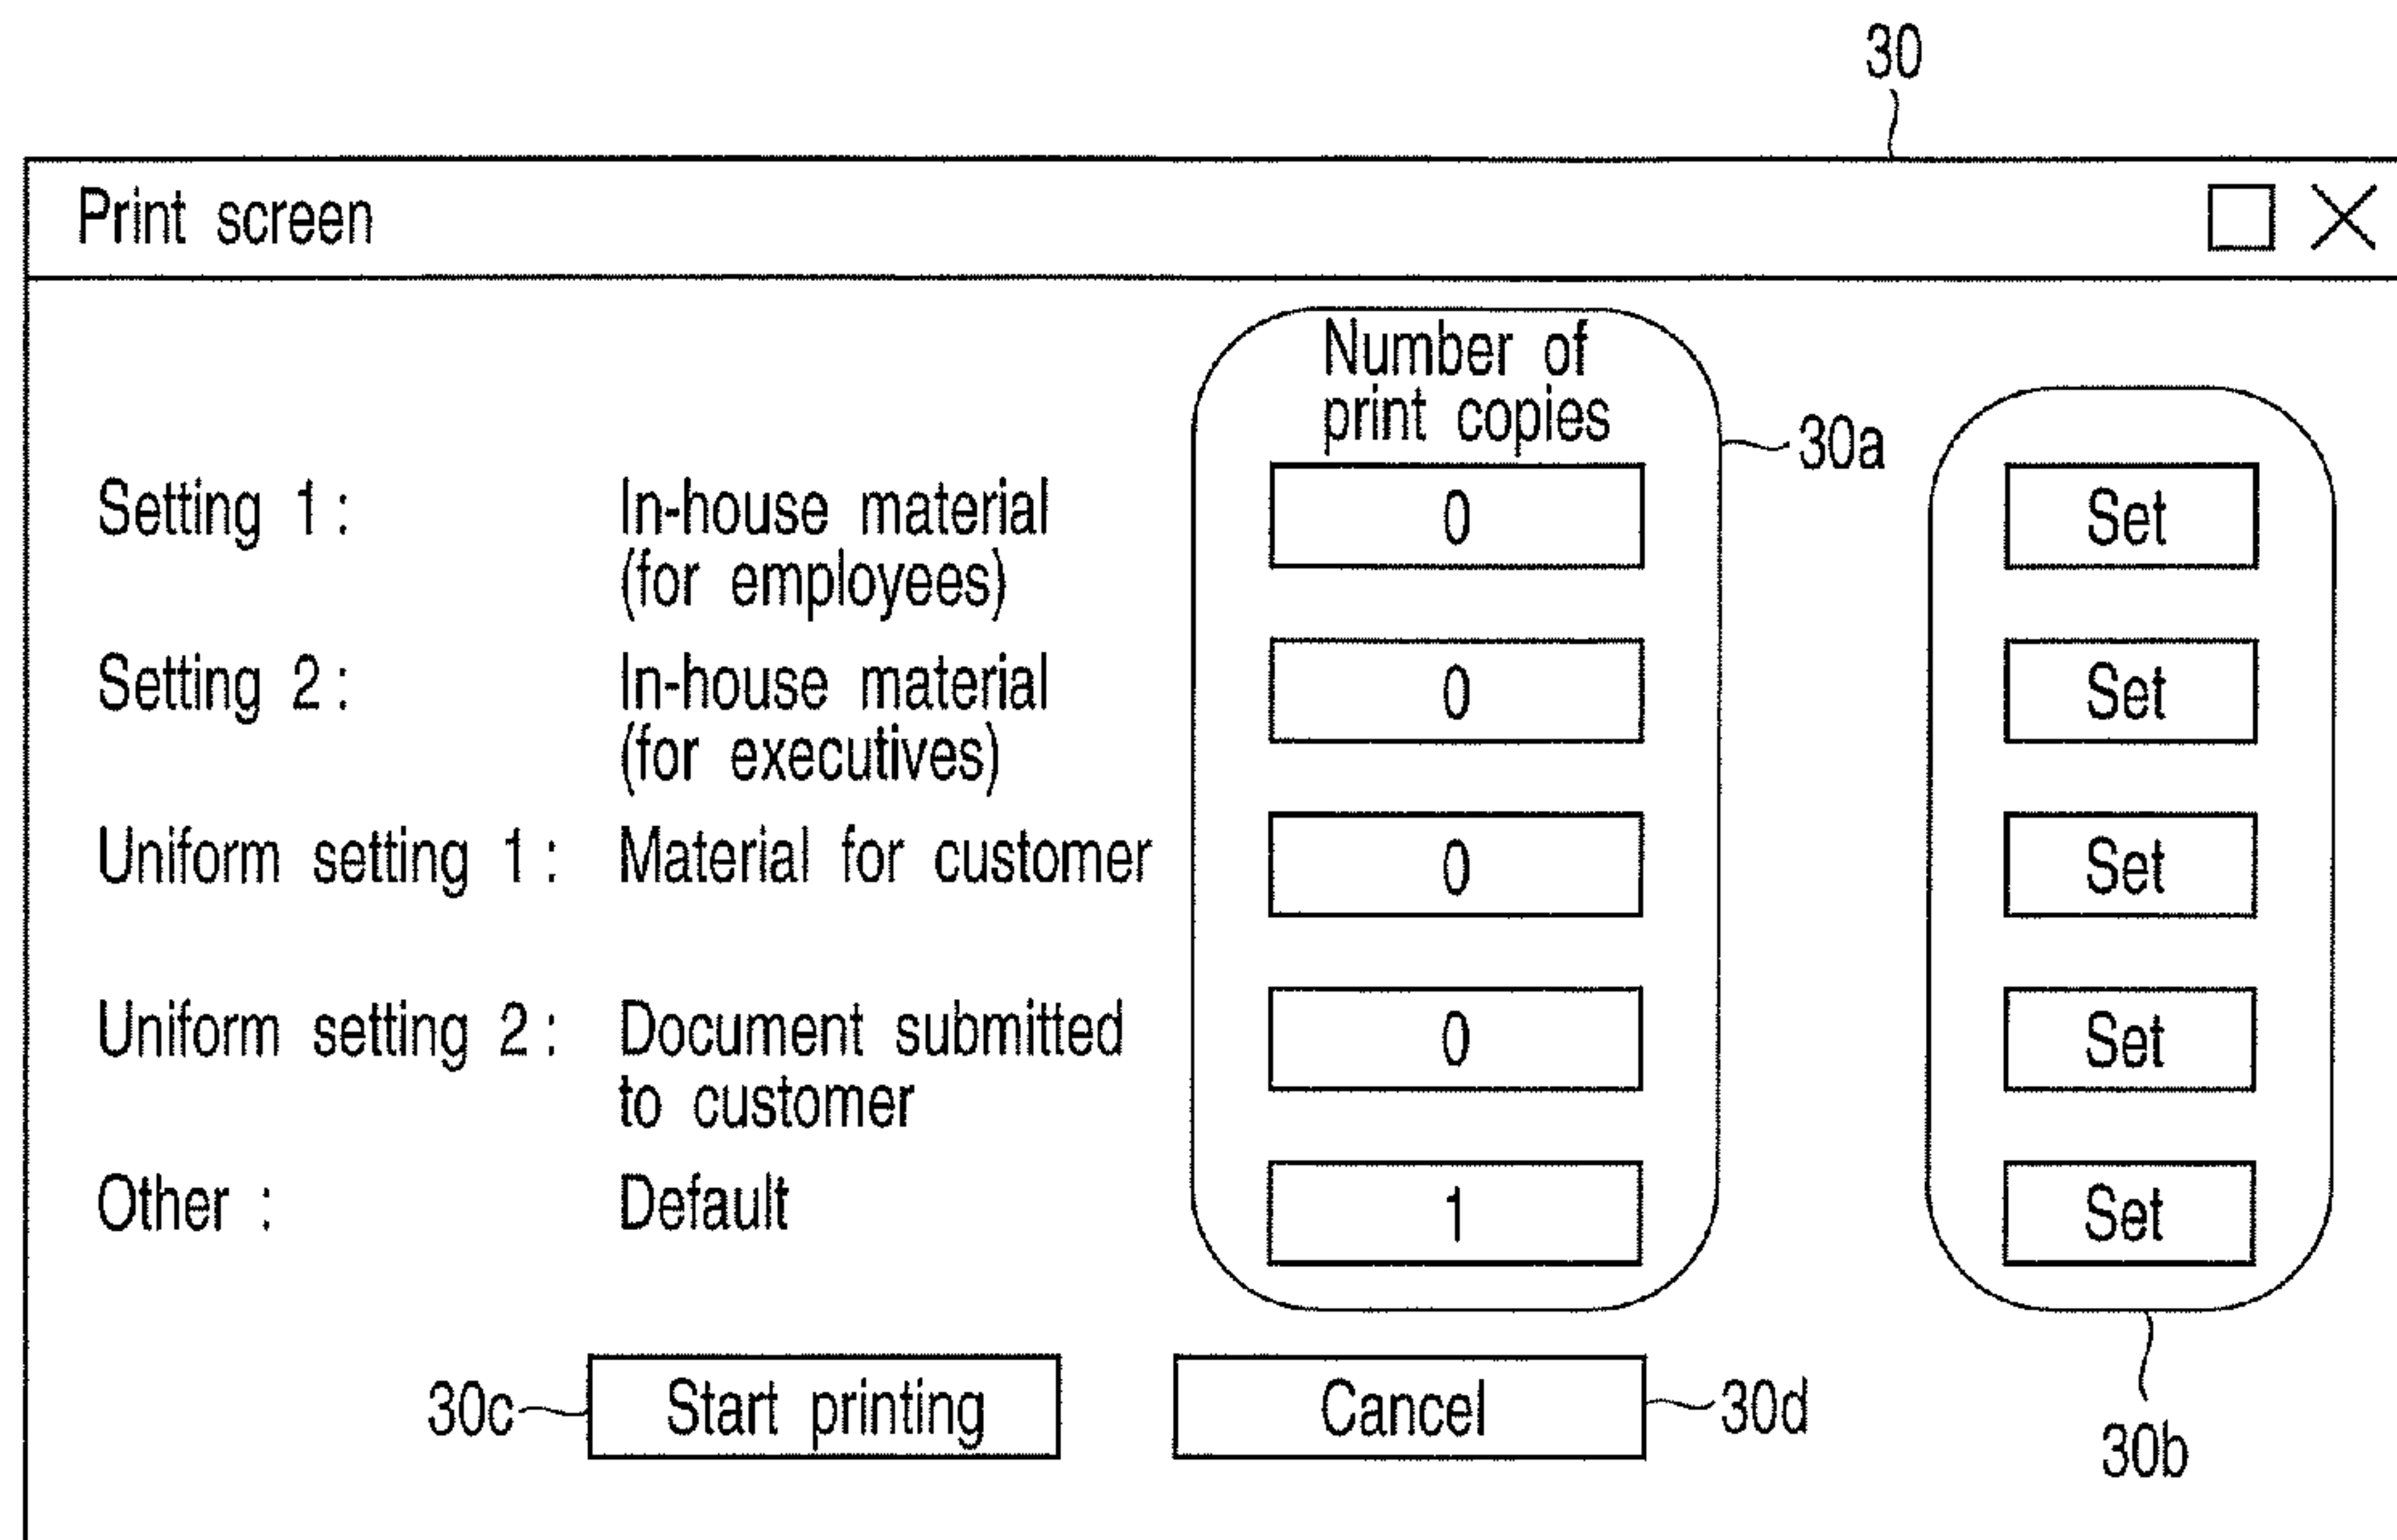 30
Print screen
Number of
print copies
30a
Setting 1 : In-house material 0 Set
(for employees)
Setting 2 : In-house material 0 Set
(for executives)
Uniform setting 1 : Material for customer 0 Set
Uniform setting 2 : Document submitted 0 Set
to customer
Other : Default 1 Set
30c Start printing Cancel 30d
30b